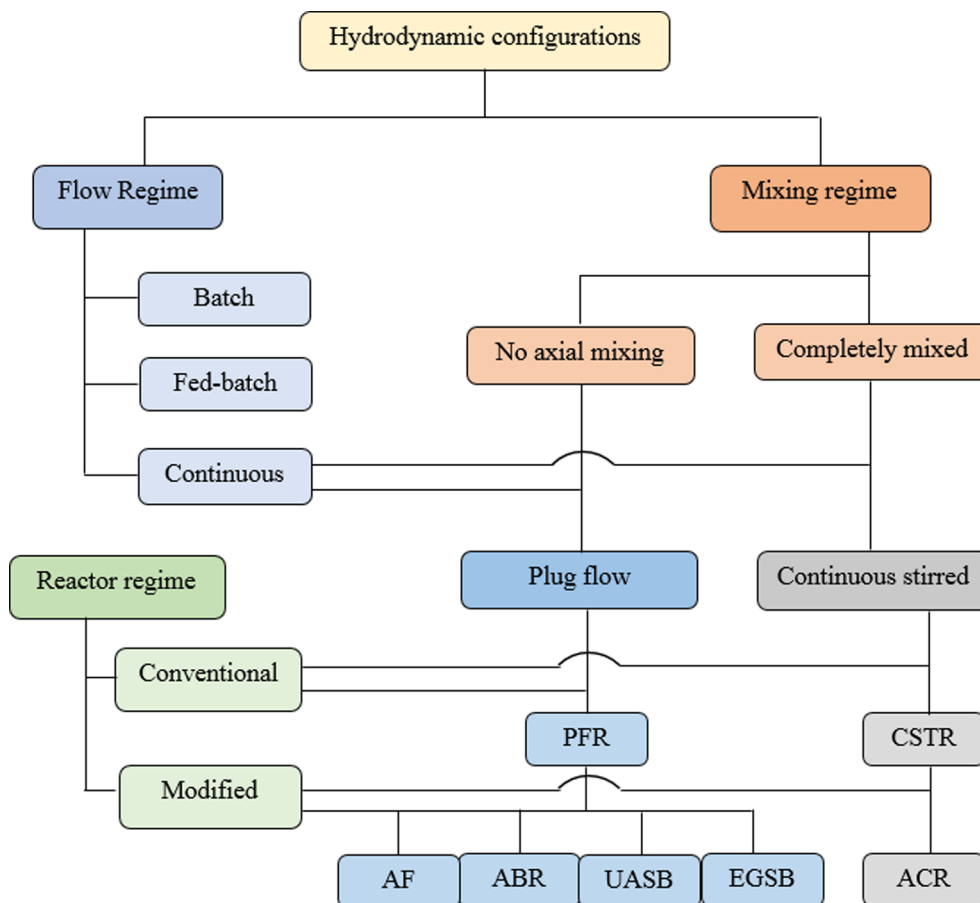 Hydrodynamic configurations
Flow Regime
Mixing regime
Batch
No axial mixing
Completely mixed
Fed-batch
Continuous
Plug flow
Continuous stirred
Reactor regime
Conventional
PFR
CSTR
Modified
AF
ABR
UASB
EGSB
ACR